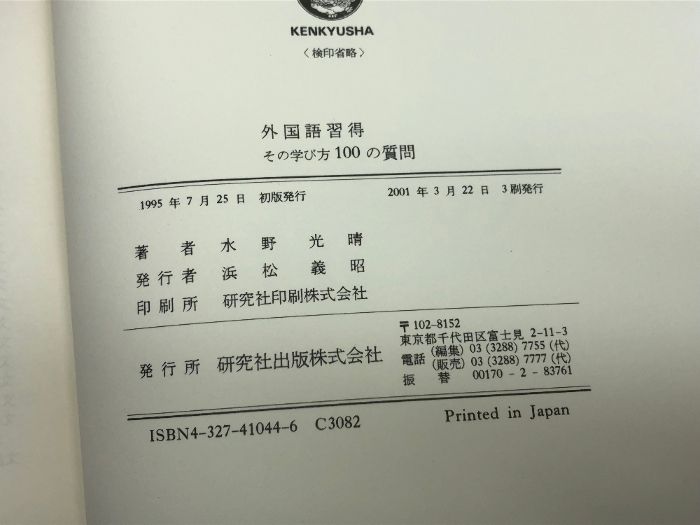 KENKYUSHA
〈検印省略〉
外国語習得
その学び方100の質問
1995 年 7 月 25 日 初版発行 2001 年 3 月 22 日 3 刷発行
著者 水野光晴
発行者 浜松義昭
印刷所 研究社印刷株式会社
発行所 研究社出版株式会社
〒102-8152
東京都千代田区富士見 2-11-3
電話 (編集) 03 (3288) 7755 (代)
(販売) 03 (3288) 7777 (代)
振替 00170-2-83761
ISBN4-327-41044-6 C3082 Printed in Japan